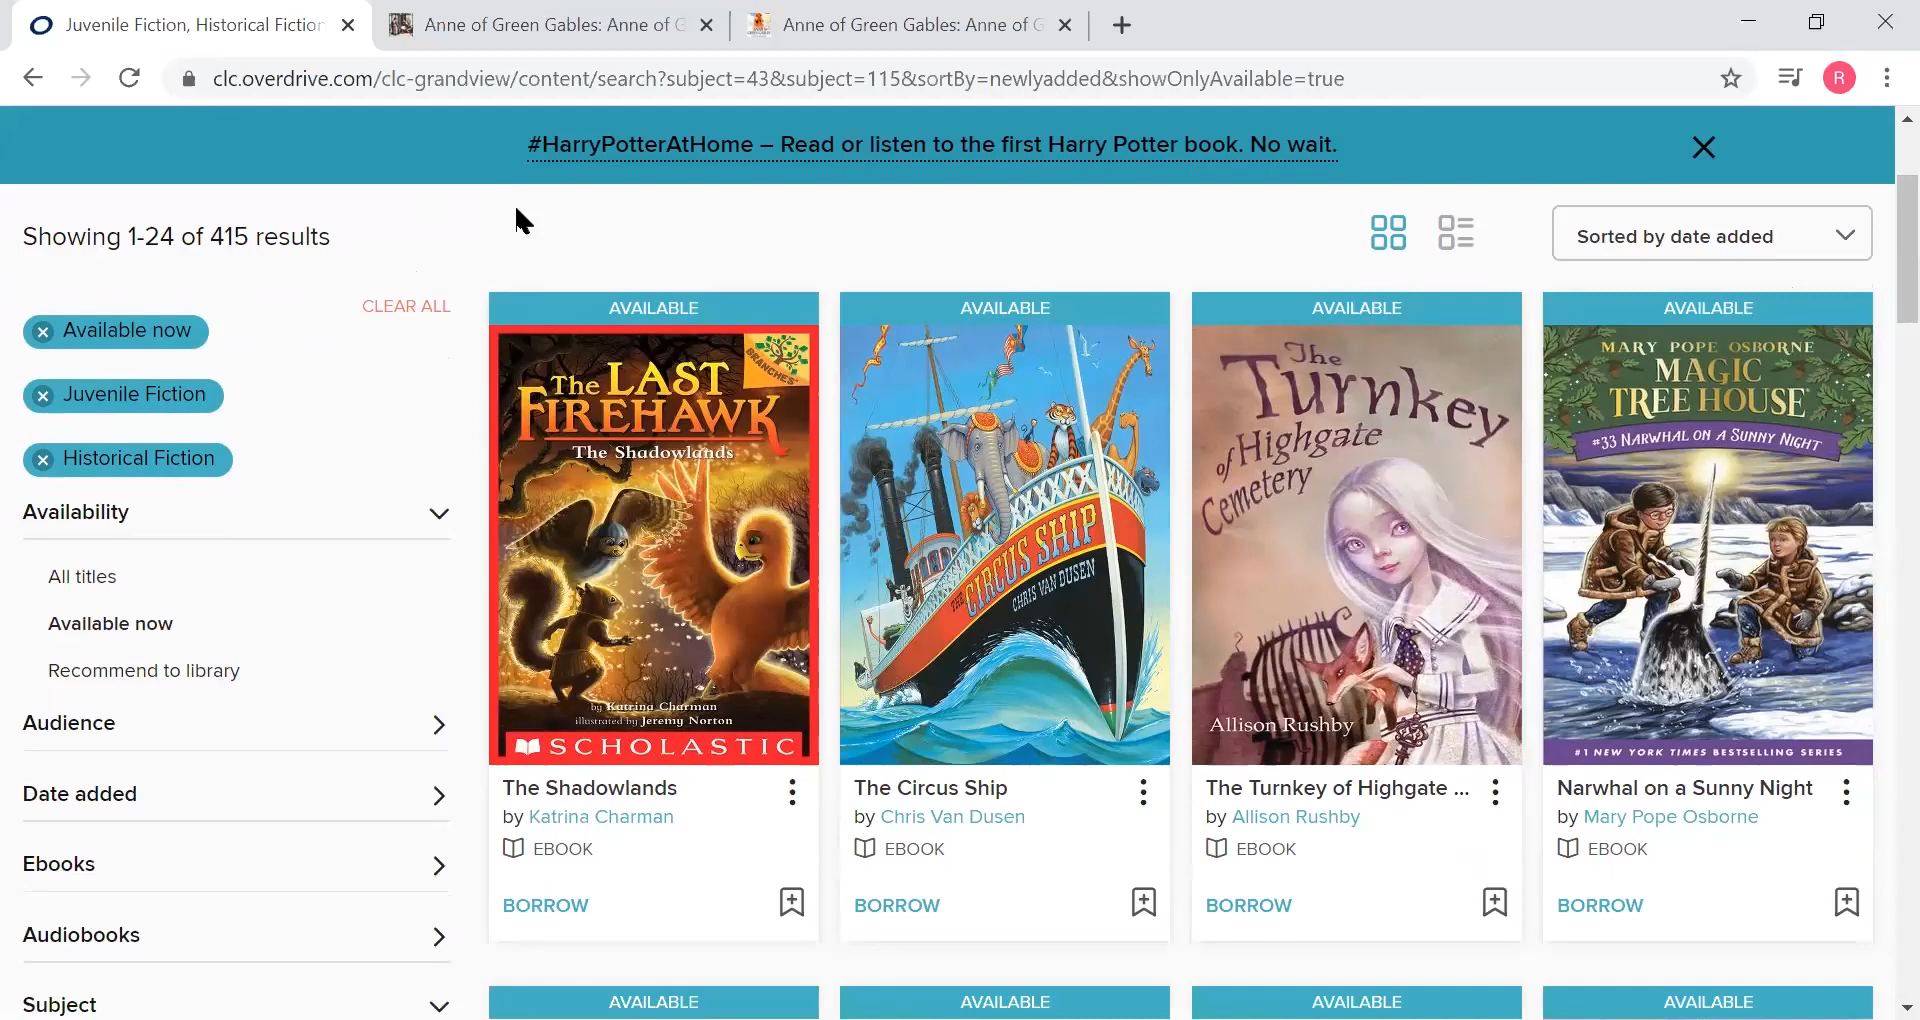 Juvenile Fiction, Historical Fiction
Anne of Green Gables: Anne of G
Anne of Green Gables: Anne of G
clc.overdrive.com/clc-grandview/content/search?subject=43&subject=115&sortBy=newlyadded&showOnlyAvailable=true
R
#HarryPotterAtHome – Read or listen to the first Harry Potter book. No wait.
Showing 1-24 of 415 results
Sorted by date added
CLEAR ALL
Available now
Juvenile Fiction
Historical Fiction
Availability
All titles
Available now
Recommend to library
Audience
Date added
Ebooks
Audiobooks
Subject
AVAILABLE
BRANCHES
The LAST
FIREHAWK
The Shadowlands
by Katrina Charman
illustrated by Jeremy Norton
SCHOLASTIC
The Shadowlands
by Katrina Charman
EBOOK
BORROW
AVAILABLE
THE CIRCUS SHIP
CHRIS VAN DUSEN
The Circus Ship
by Chris Van Dusen
EBOOK
BORROW
AVAILABLE
The
Turnkey
of Highgate
Cemetery
Allison Rushby
The Turnkey of Highgate ...
by Allison Rushby
EBOOK
BORROW
AVAILABLE
MARY POPE OSBORNE
MAGIC
TREE HOUSE
#33 NARWHAL ON A SUNNY NIGHT
#1 NEW YORK TIMES BESTSELLING SERIES
Narwhal on a Sunny Night
by Mary Pope Osborne
EBOOK
BORROW
AVAILABLE
AVAILABLE
AVAILABLE
AVAILABLE